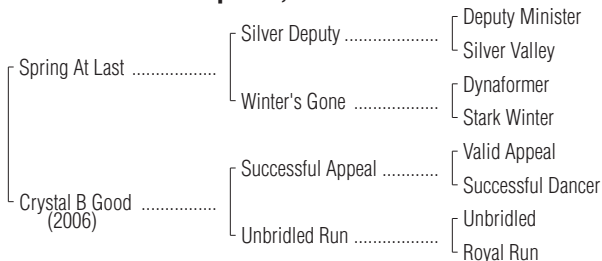 Deputy Minister
Silver Deputy ...................
Silver Valley
Spring At Last .................
Dynaformer
Winter's Gone .................
Stark Winter
Valid Appeal
Successful Appeal ............
Successful Dancer
Crystal B Good ...............
(2006)
Unbridled
Unbridled Run .................
Royal Run